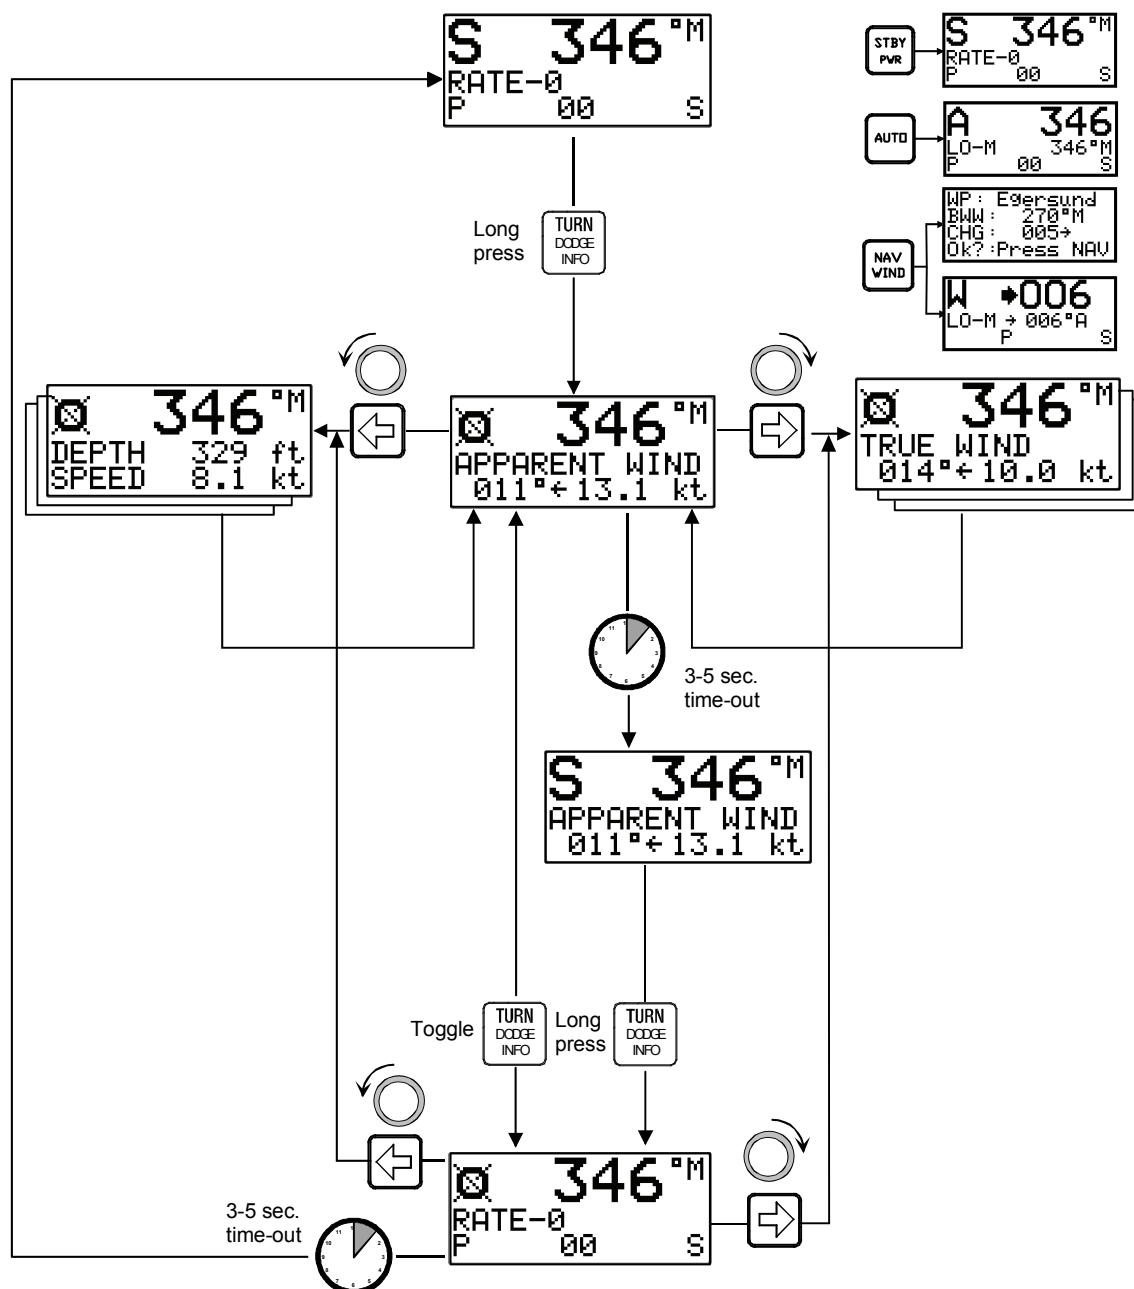 S 346°M
RATE-0
P 00 S
STBY
PWR
S 346°M
RATE-0
P 00 S
AUTO
A 346
LO-M 346°M
P 00 S
NAV
WIND
WP: Egersund
BWW: 270°M
CHG: 005→
Ok?:Press NAV
W →006
LO-M → 006°A
P S
Long
press
TURN
DODGE
INFO
346°M
DEPTH 329 ft
SPEED 8.1 kt
346°M
APPARENT WIND
011°←13.1 kt
346°M
TRUE WIND
014°←10.0 kt
3-5 sec.
time-out
S 346°M
APPARENT WIND
011°←13.1 kt
Toggle
TURN
DODGE
INFO
Long
press
TURN
DODGE
INFO
346°M
RATE-0
P 00 S
3-5 sec.
time-out